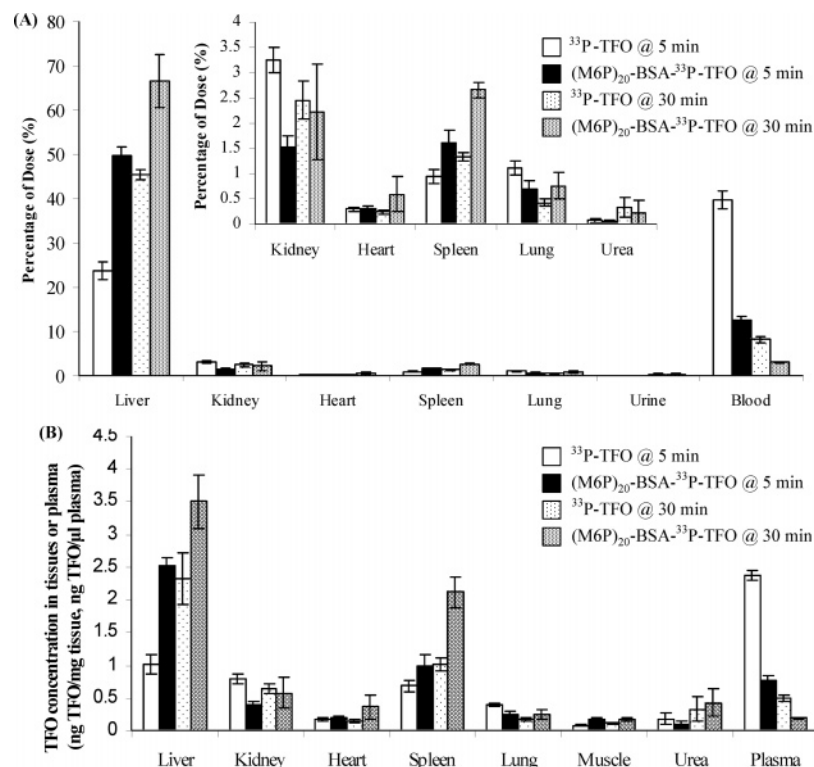 (A)
80
70
60
50
40
30
20
10
0
Percentage of Dose (%)
4
3.5
3
2.5
2
1.5
1
0.5
0
Percentage of Dose (%)
33P-TFO @ 5 min
(M6P)20-BSA-33P-TFO @ 5 min
33P-TFO @ 30 min
(M6P)20-BSA-33P-TFO @ 30 min
Kidney Heart Spleen Lung Urea
Liver Kidney Heart Spleen Lung Urine Blood
(B)
4.5
4
3.5
3
2.5
2
1.5
1
0.5
0
TFO concentration in tissues or plasma
(ng TFO/mg tissue, ng TFO/µl plasma)
33P-TFO @ 5 min
(M6P)20-BSA-33P-TFO @ 5 min
33P-TFO @ 30 min
(M6P)20-BSA-33P-TFO @ 30 min
Liver Kidney Heart Spleen Lung Muscle Urea Plasma